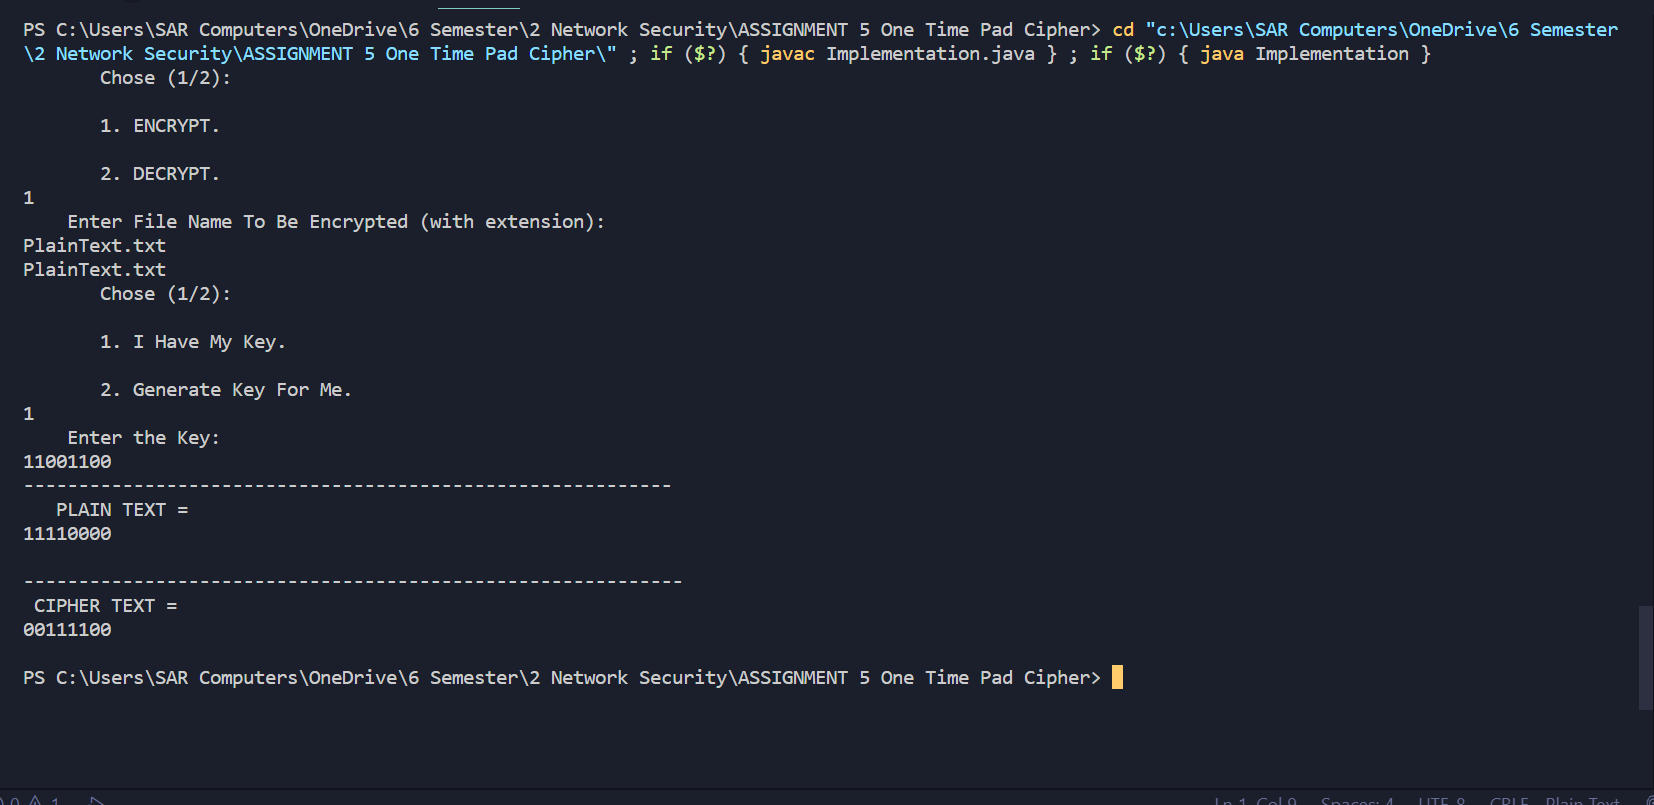 PS C:\Users\SAR Computers\OneDrive\6 Semester\2 Network Security\ASSIGNMENT 5 One Time Pad Cipher> cd "c:\Users\SAR Computers\OneDrive\6 Semester
\2 Network Security\ASSIGNMENT 5 One Time Pad Cipher\" ; if ($?) { javac Implementation.java } ; if ($?) { java Implementation }
Chose (1/2):
1. ENCRYPT.
2. DECRYPT.
1
Enter File Name To Be Encrypted (with extension):
PlainText.txt
PlainText.txt
Chose (1/2):
1. I Have My Key.
2. Generate Key For Me.
1
Enter the Key:
11001100
-----------------------------------------------------------
PLAIN TEXT =
11110000
------------------------------------------------------------
CIPHER TEXT =
00111100
PS C:\Users\SAR Computers\OneDrive\6 Semester\2 Network Security\ASSIGNMENT 5 One Time Pad Cipher>
Ln 1, Col 9 Spaces: 4 UTF-8 CRLF Plain Text